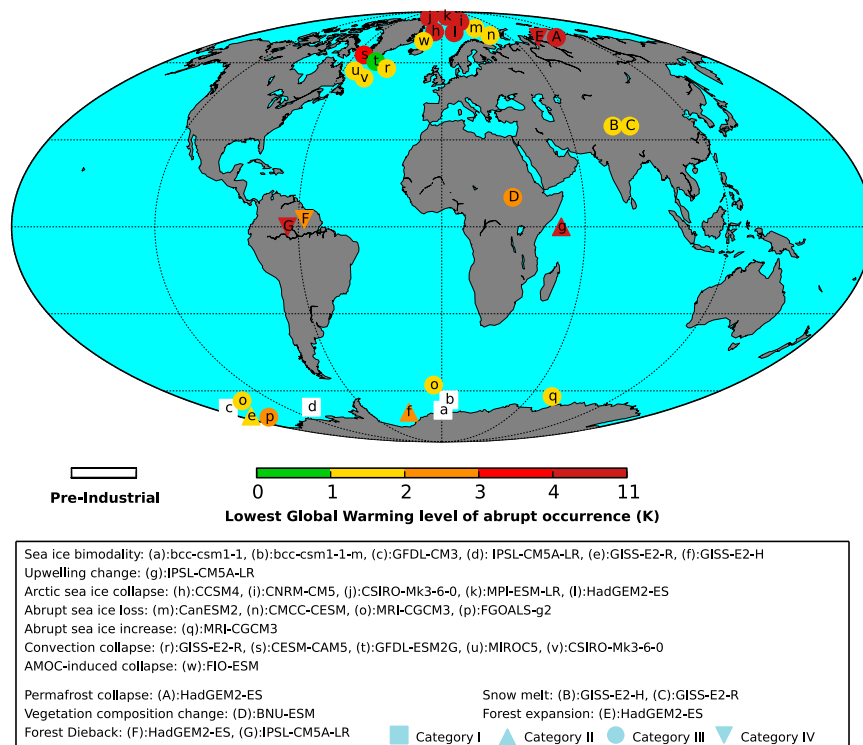 j k i
h l m n
w E A
s t r
u v
B C
D
G F g
o
o b q
c d a
e p f
Pre-Industrial
0 1 2 3 4 11
Lowest Global Warming level of abrupt occurrence (K)
Sea ice bimodality: (a):bcc-csm1-1, (b):bcc-csm1-1-m, (c):GFDL-CM3, (d): IPSL-CM5A-LR, (e):GISS-E2-R, (f):GISS-E2-H
Upwelling change: (g):IPSL-CM5A-LR
Arctic sea ice collapse: (h):CCSM4, (i):CNRM-CM5, (j):CSIRO-Mk3-6-0, (k):MPI-ESM-LR, (l):HadGEM2-ES
Abrupt sea ice loss: (m):CanESM2, (n):CMCC-CESM, (o):MRI-CGCM3, (p):FGOALS-g2
Abrupt sea ice increase: (q):MRI-CGCM3
Convection collapse: (r):GISS-E2-R, (s):CESM-CAM5, (t):GFDL-ESM2G, (u):MIROC5, (v):CSIRO-Mk3-6-0
AMOC-induced collapse: (w):FIO-ESM
Permafrost collapse: (A):HadGEM2-ES
Snow melt: (B):GISS-E2-H, (C):GISS-E2-R
Vegetation composition change: (D):BNU-ESM
Forest expansion: (E):HadGEM2-ES
Forest Dieback: (F):HadGEM2-ES, (G):IPSL-CM5A-LR
Category I Category II Category III Category IV